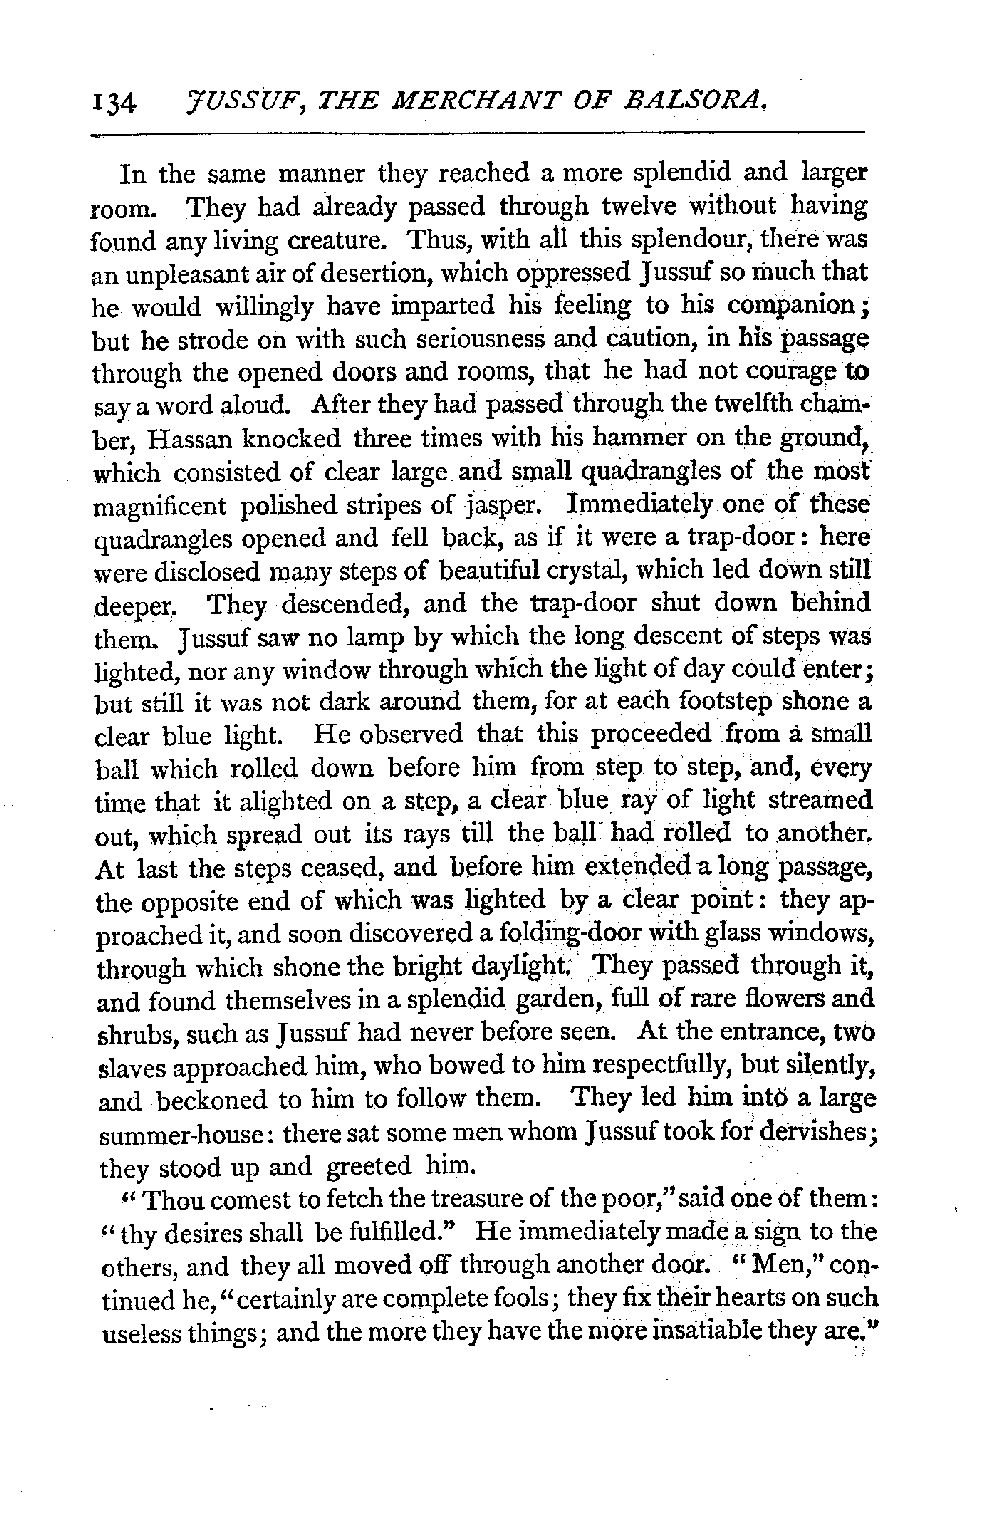 134 JUSSUF, THE MERCHANT OF BALSORA.
In the same manner they reached a more splendid and larger
room. They had already passed through twelve without having
found any living creature. Thus, with all this splendour, there was
an unpleasant air of desertion, which oppressed Jussuf so much that
he would willingly have imparted his feeling to his companion;
but he strode on with such seriousness and caution, in his passage
through the opened doors and rooms, that he had not courage to
say a word aloud. After they had passed through the twelfth cham-
ber, Hassan knocked three times with his hammer on the ground,
which consisted of clear large and small quadrangles of the most
magnificent polished stripes of jasper. Immediately one of these
quadrangles opened and fell back, as if it were a trap-door: here
were disclosed many steps of beautiful crystal, which led down still
deeper. They descended, and the trap-door shut down behind
them. Jussuf saw no lamp by which the long descent of steps was
lighted, nor any window through which the light of day could enter;
but still it was not dark around them, for at each footstep shone a
clear blue light. He observed that this proceeded from a small
ball which rolled down before him from step to step, and, every
time that it alighted on a step, a clear blue ray of light streamed
out, which spread out its rays till the ball had rolled to another.
At last the steps ceased, and before him extended a long passage,
the opposite end of which was lighted by a clear point: they ap-
proached it, and soon discovered a folding-door with glass windows,
through which shone the bright daylight. They passed through it,
and found themselves in a splendid garden, full of rare flowers and
shrubs, such as Jussuf had never before seen. At the entrance, two
slaves approached him, who bowed to him respectfully, but silently,
and beckoned to him to follow them. They led him into a large
summer-house: there sat some men whom Jussuf took for dervishes;
they stood up and greeted him.
“Thou comest to fetch the treasure of the poor,” said one of them:
“thy desires shall be fulfilled.” He immediately made a sign to the
others, and they all moved off through another door. “Men,” con-
tinued he, “certainly are complete fools; they fix their hearts on such
useless things; and the more they have the more insatiable they are.”